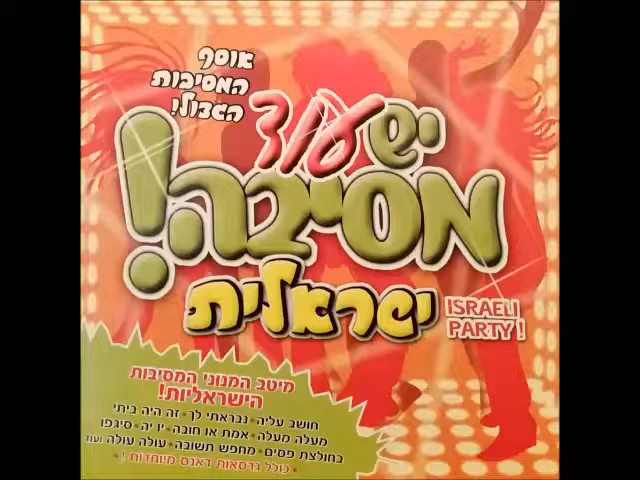 אוסף
המסיבות
הגדול!
יש עוד
מסיבה!
ישראלית
ISRAELI
PARTY !
מיטב המנוני המסיבות
הישראליות!
חושב עליה • נבראתי לך • זה היה ביתי
מעלה מעלה • אמת או חובה • יו יה • סיגפו
בחולצת פסים • מחפש תשובה • עולה עולה ועוד
• כולל גרסאות דאנס מיוחדות ! •